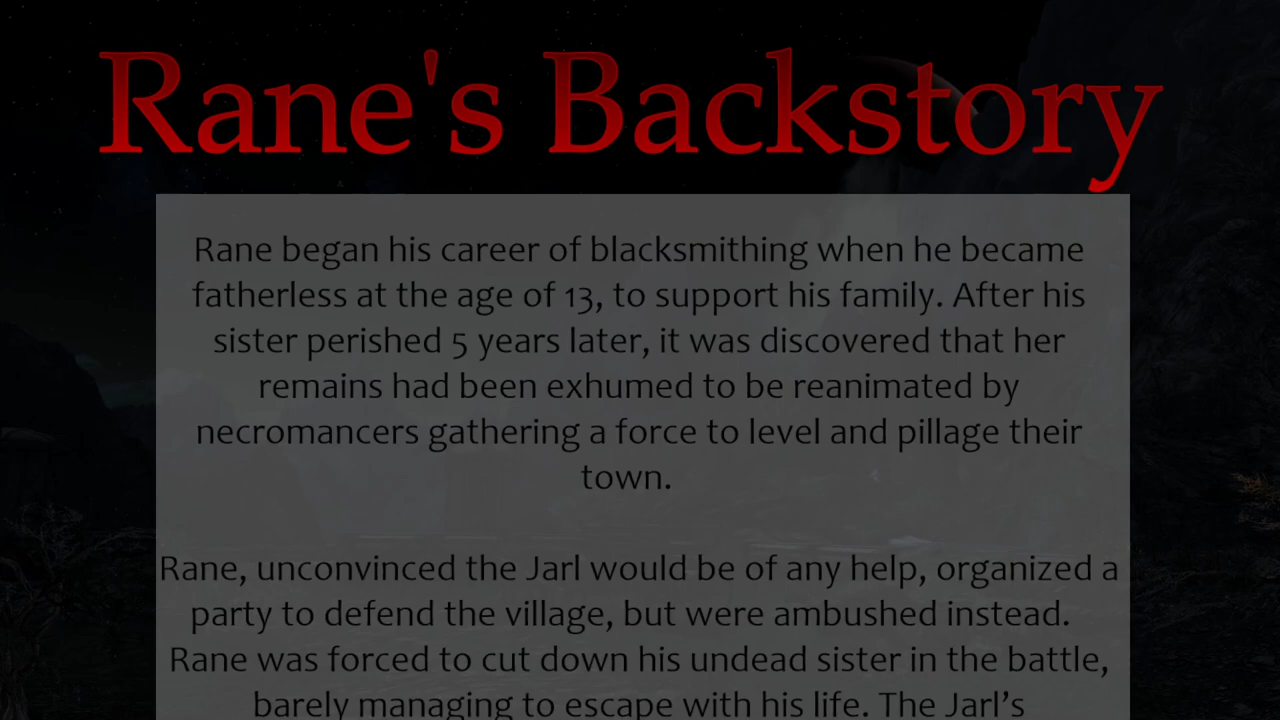 Rane's Backstory
Rane began his career of blacksmithing when he became
fatherless at the age of 13, to support his family. After his
sister perished 5 years later, it was discovered that her
remains had been exhumed to be reanimated by
necromancers gathering a force to level and pillage their
town.
Rane, unconvinced the Jarl would be of any help, organized a
party to defend the village, but were ambushed instead.
Rane was forced to cut down his undead sister in the battle,
barely managing to escape with his life. The Jarl’s